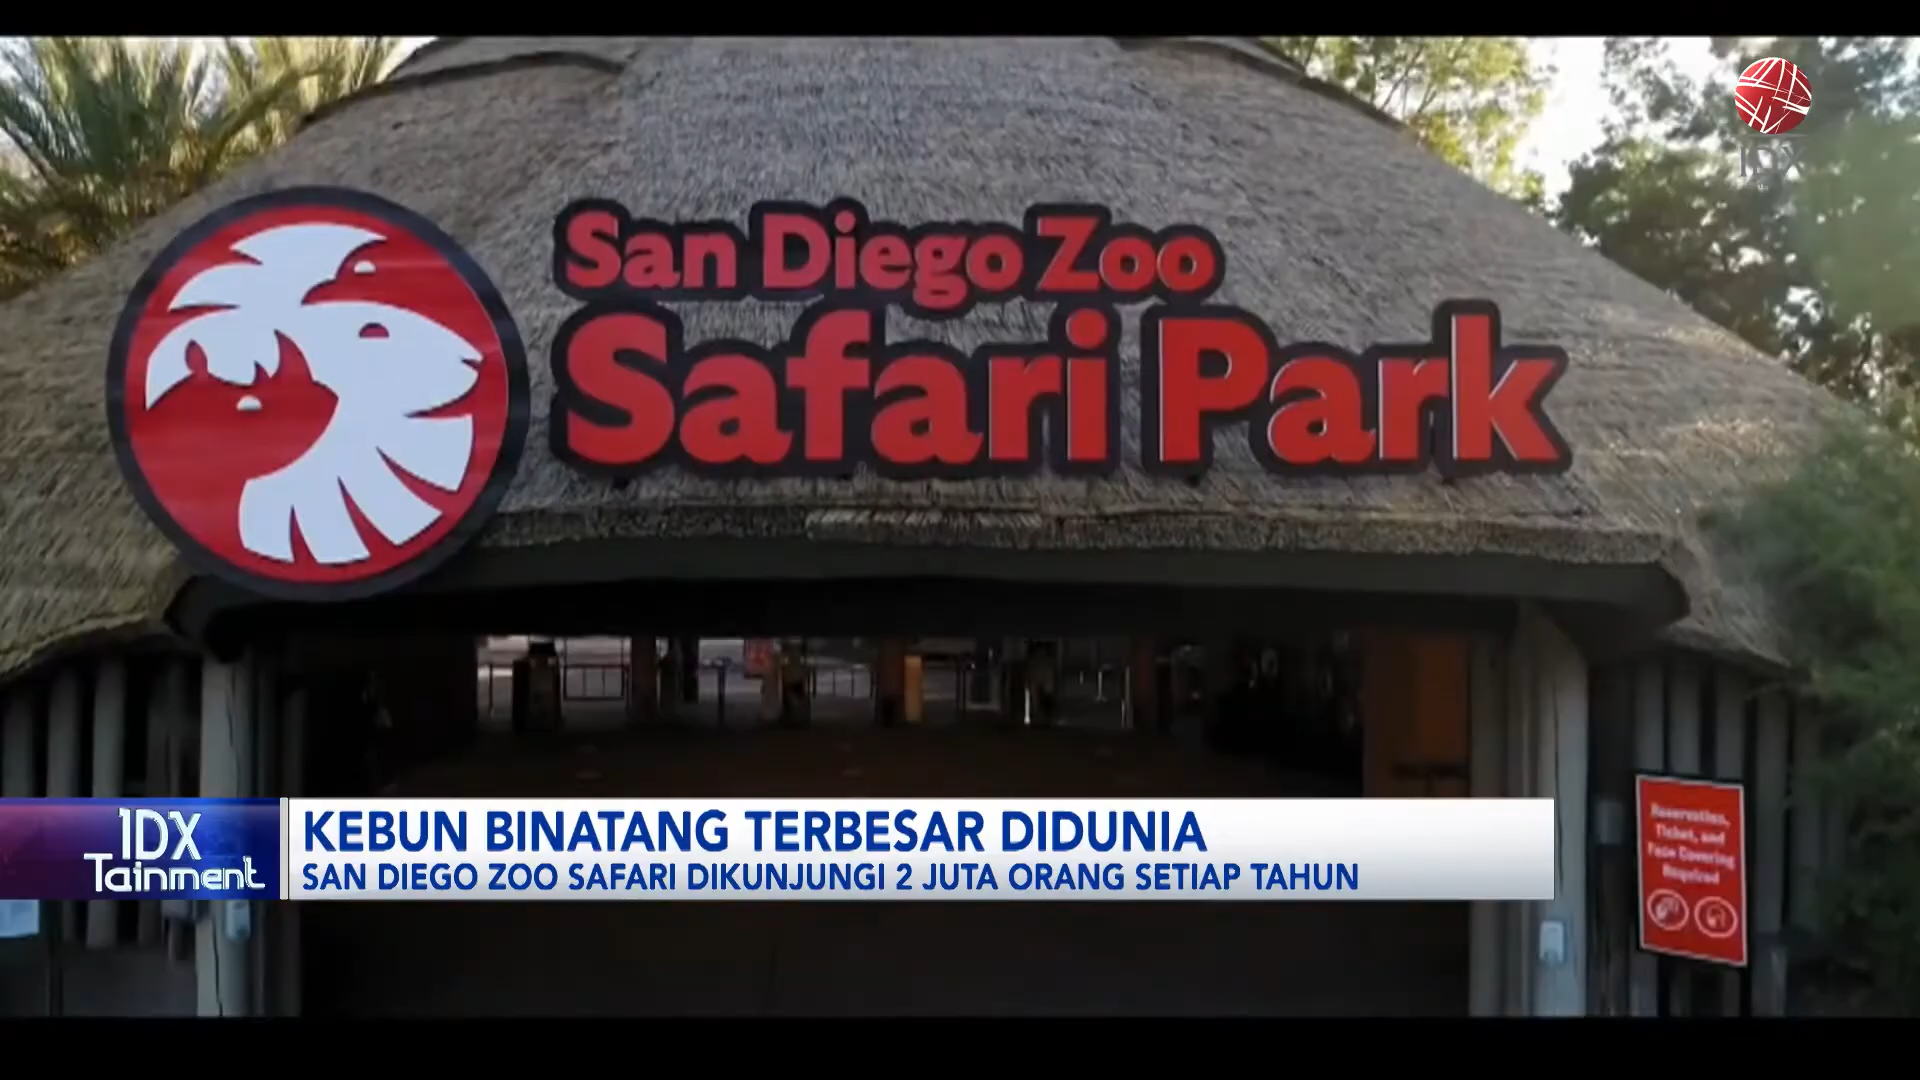 IDX
San Diego Zoo
Safari Park
IDX
Tainment
KEBUN BINATANG TERBESAR DIDUNIA
SAN DIEGO ZOO SAFARI DIKUNJUNGI 2 JUTA ORANG SETIAP TAHUN
Reservation,
Ticket, and
Face Covering
Required